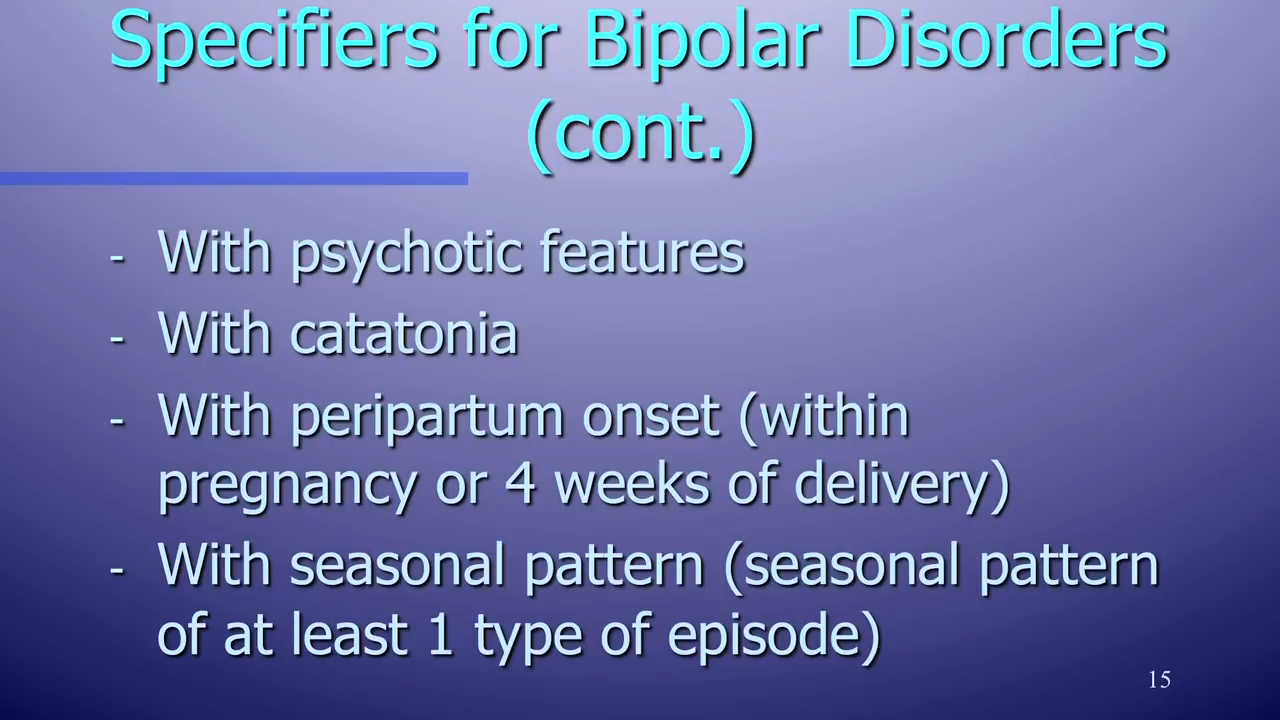 Specifiers for Bipolar Disorders
(cont.)
- With psychotic features
- With catatonia
- With peripartum onset (within
pregnancy or 4 weeks of delivery)
- With seasonal pattern (seasonal pattern
of at least 1 type of episode)
15